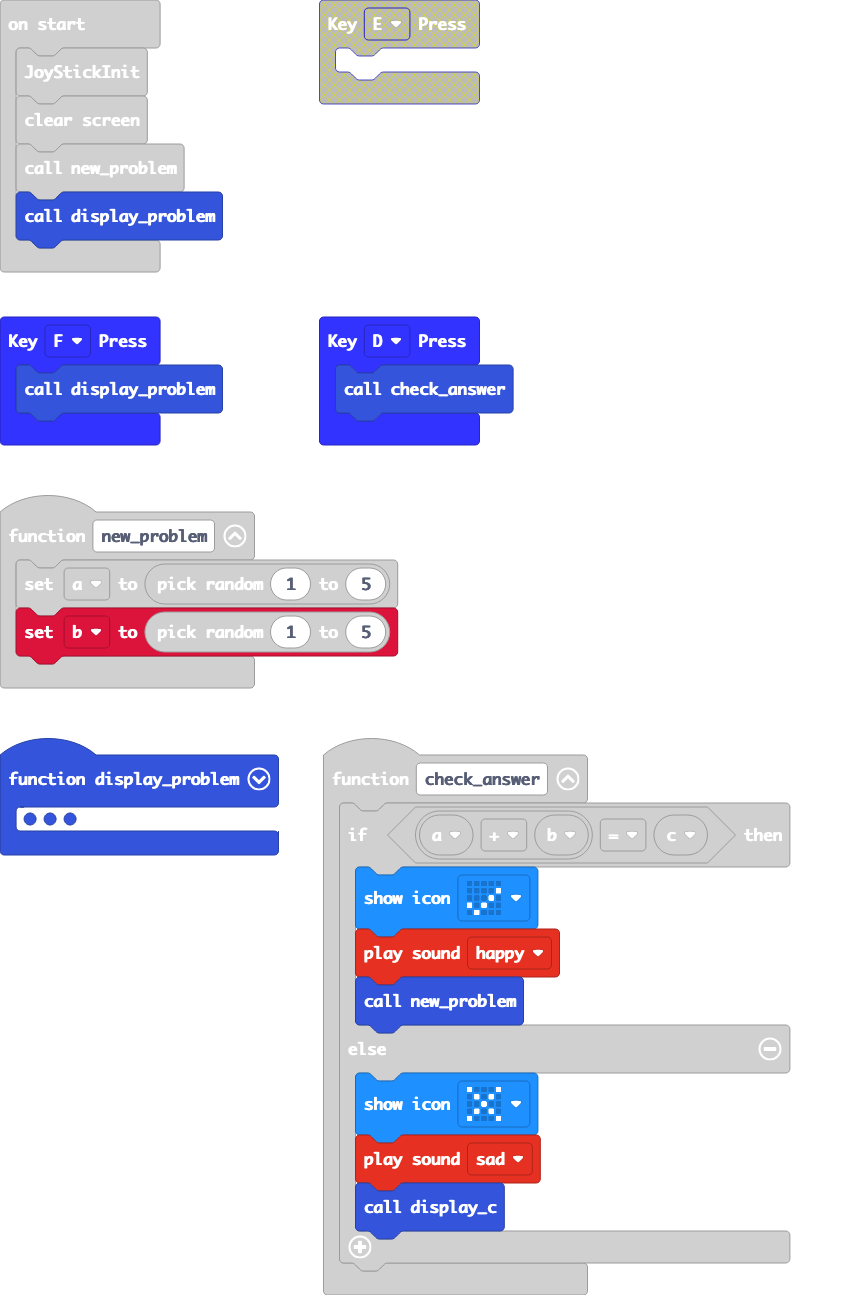 on start
JoyStickInit
clear screen
call new_problem
call display_problem
Key E Press
Key F Press
call display_problem
Key D Press
call check_answer
function new_problem
set a to pick random 1 to 5
set b to pick random 1 to 5
function display_problem
function check_answer
if a + b = c then
show icon
play sound happy
call new_problem
else
show icon
play sound sad
call display_c